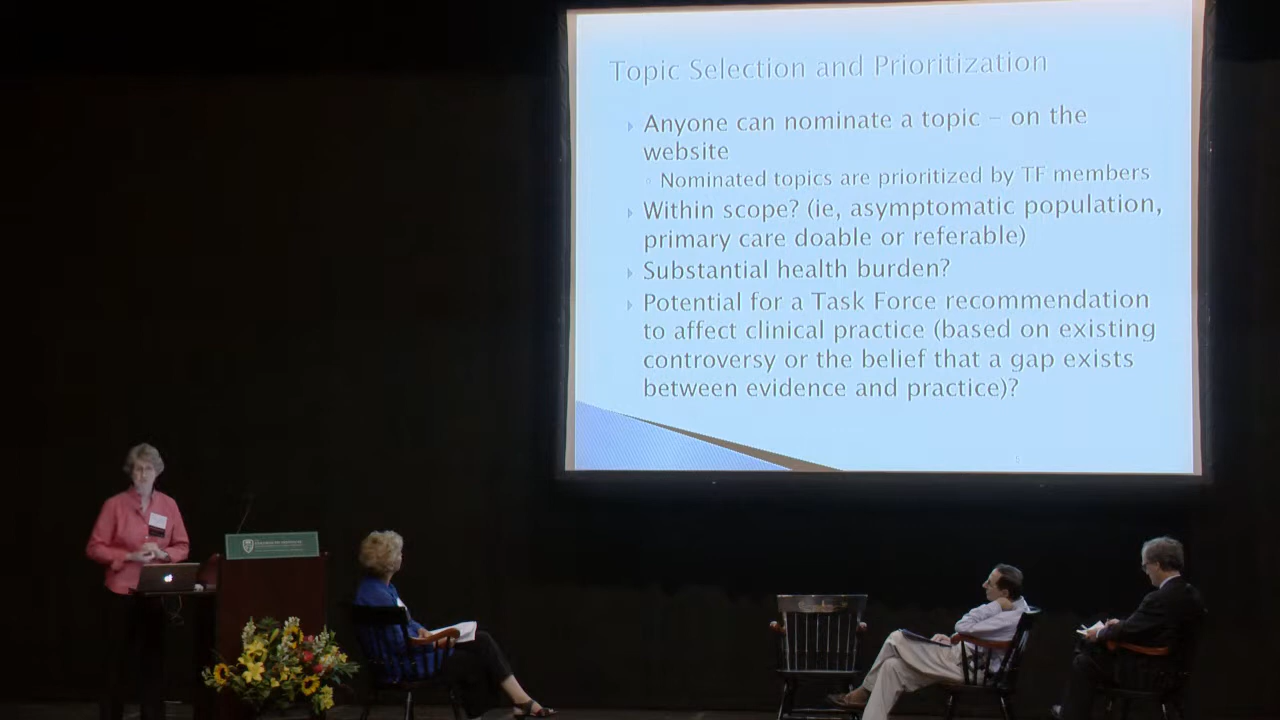 Topic Selection and Prioritization
Anyone can nominate a topic – on the
website
Nominated topics are prioritized by TF members
Within scope? (ie, asymptomatic population,
primary care doable or referable)
Substantial health burden?
Potential for a Task Force recommendation
to affect clinical practice (based on existing
controversy or the belief that a gap exists
between evidence and practice)?